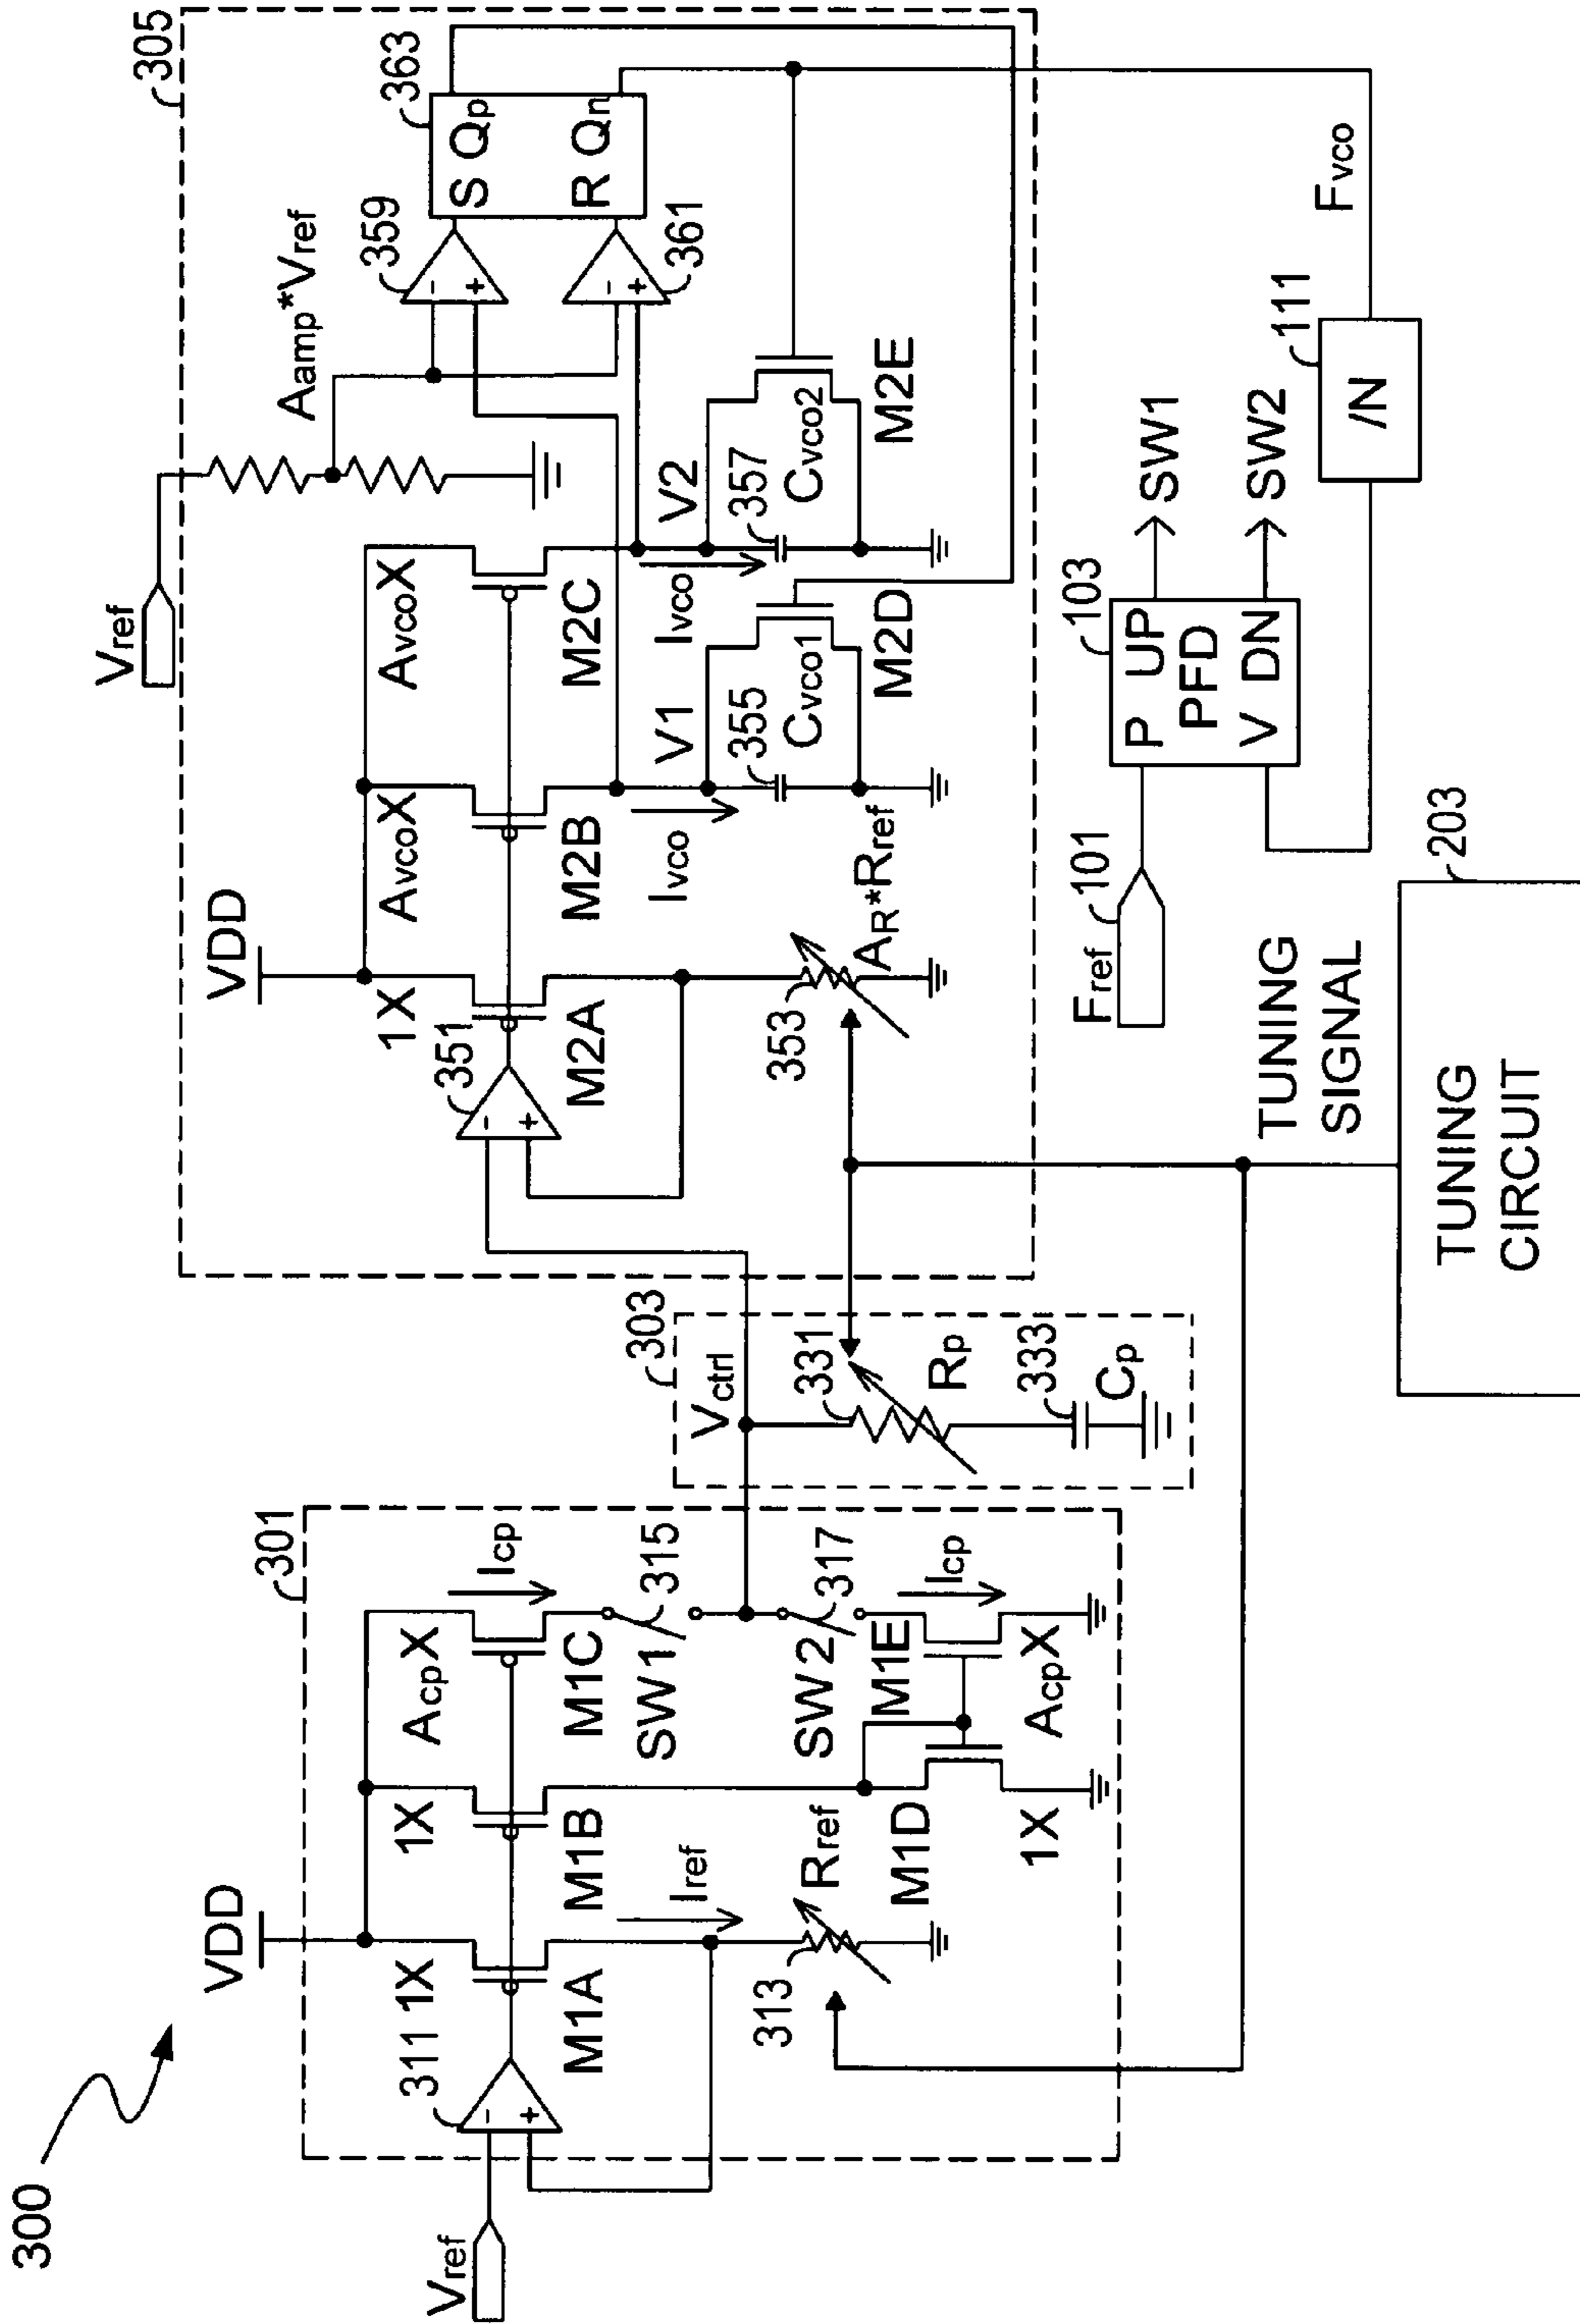 300
Vref
301
VDD
311
1X
1X
AcpX
M1A
M1B
M1C
Icp
Iref
SW1
315
313
Rref
SW2
317
M1D
M1E
Icp
1X
AcpX
303
Vctrl
331
Rp
333
Cp
305
Vref
VDD
351
1X
AvcoX
AvcoX
Aamp*Vref
M2A
M2B
M2C
359
363
S Qp
R Qn
361
-
+
-
+
-
+
-
+
353
AR*Rref
Ivco
V1
355
Cvco1
M2D
Ivco
V2
357
Cvco2
M2E
Fref
101
103
P UP
PFD
V DN
SW1
SW2
111
/N
Fvco
TUNING
SIGNAL
203
TUNING
CIRCUIT